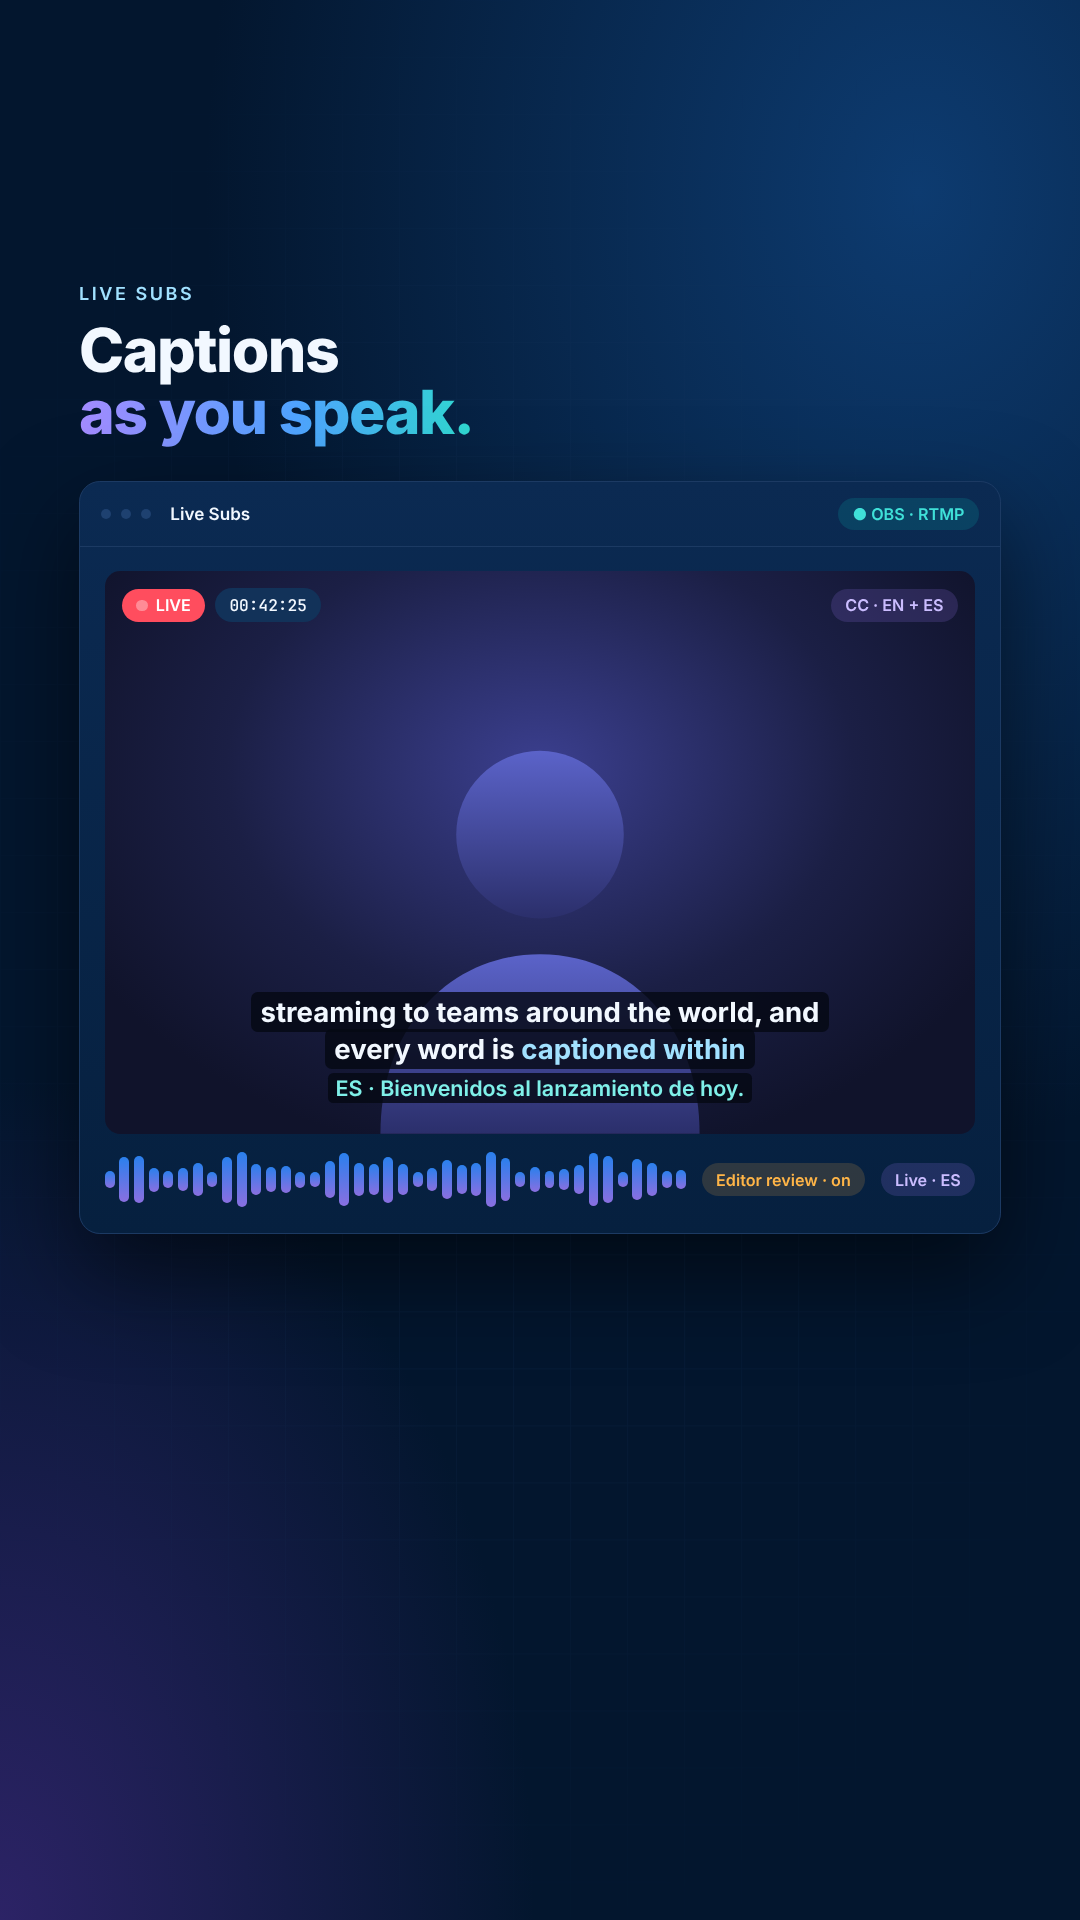 LIVE SUBS
Captions
as you speak.
Live Subs
OBS · RTMP
LIVE
00:42:25
CC · EN + ES
streaming to teams around the world, and
every word is captioned within
ES · Bienvenidos al lanzamiento de hoy.
Editor review · on
Live · ES